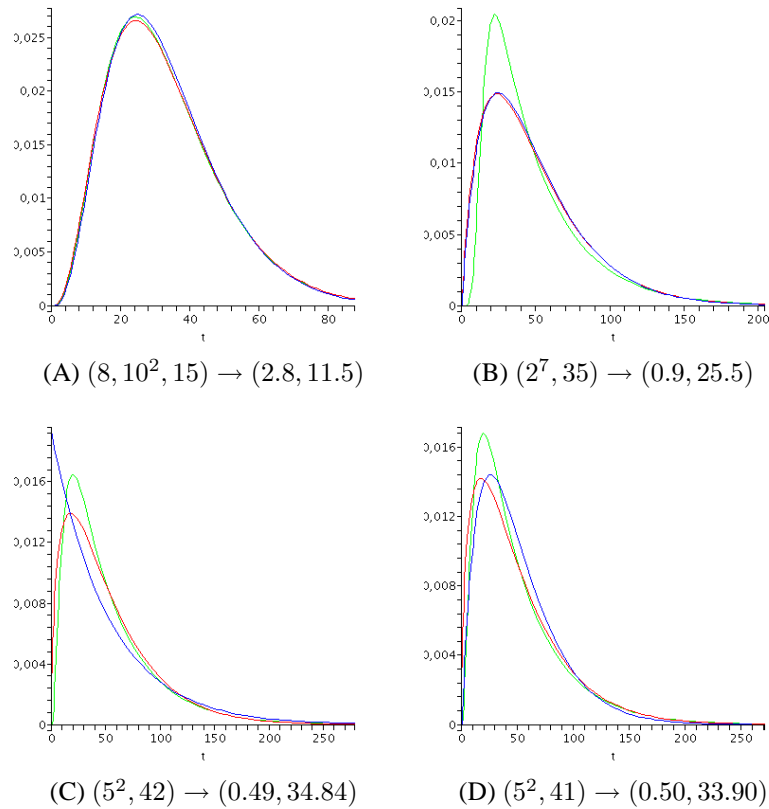 0,025
0,02
0,015
0,01
0,005
0
0 20 40 60 80
t
(A) (8, 10², 15) → (2.8, 11.5)
0,02
0,015
0,01
0,005
0
0 50 100 150 200
t
(B) (2⁷, 35) → (0.9, 25.5)
0,016
0,012
0,008
0,004
0
0 50 100 150 200 250
t
(C) (5², 42) → (0.49, 34.84)
0,016
0,012
0,008
0,004
0
0 50 100 150 200 250
t
(D) (5², 41) → (0.50, 33.90)